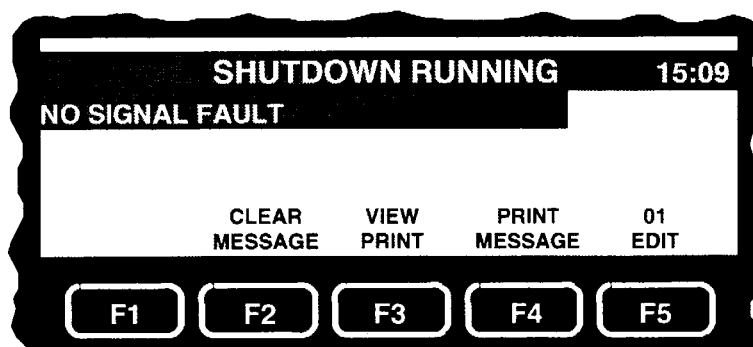 SHUTDOWN RUNNING 15:09
NO SIGNAL FAULT
CLEAR VIEW PRINT 01
MESSAGE PRINT MESSAGE EDIT
F1 F2 F3 F4 F5